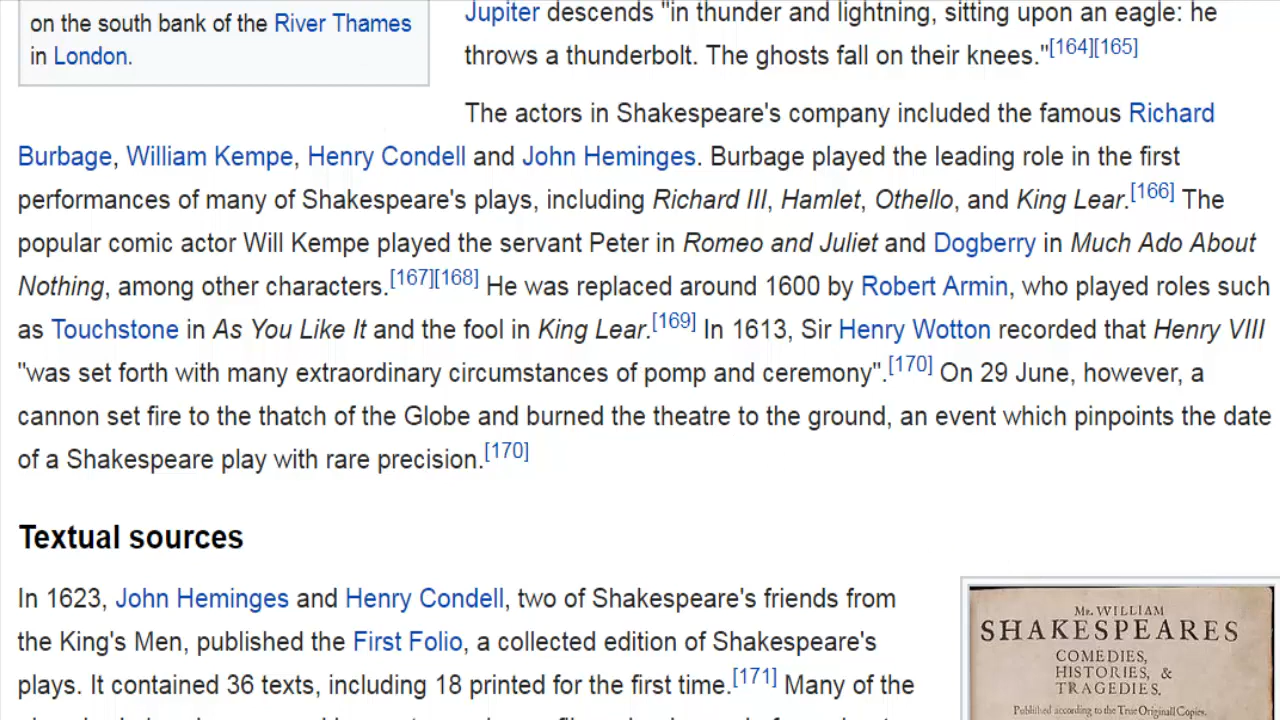 on the south bank of the River Thames
in London.
Jupiter descends "in thunder and lightning, sitting upon an eagle: he
throws a thunderbolt. The ghosts fall on their knees."[164][165]
The actors in Shakespeare's company included the famous Richard
Burbage, William Kempe, Henry Condell and John Heminges. Burbage played the leading role in the first
performances of many of Shakespeare's plays, including Richard III, Hamlet, Othello, and King Lear.[166] The
popular comic actor Will Kempe played the servant Peter in Romeo and Juliet and Dogberry in Much Ado About
Nothing, among other characters.[167][168] He was replaced around 1600 by Robert Armin, who played roles such
as Touchstone in As You Like It and the fool in King Lear.[169] In 1613, Sir Henry Wotton recorded that Henry VIII
"was set forth with many extraordinary circumstances of pomp and ceremony".[170] On 29 June, however, a
cannon set fire to the thatch of the Globe and burned the theatre to the ground, an event which pinpoints the date
of a Shakespeare play with rare precision.[170]
Textual sources
In 1623, John Heminges and Henry Condell, two of Shakespeare's friends from
the King's Men, published the First Folio, a collected edition of Shakespeare's
plays. It contained 36 texts, including 18 printed for the first time.[171] Many of the
Mr. WILLIAM
SHAKESPEARES
COMEDIES,
HISTORIES, &
TRAGEDIES.
Published according to the True Originall Copies.